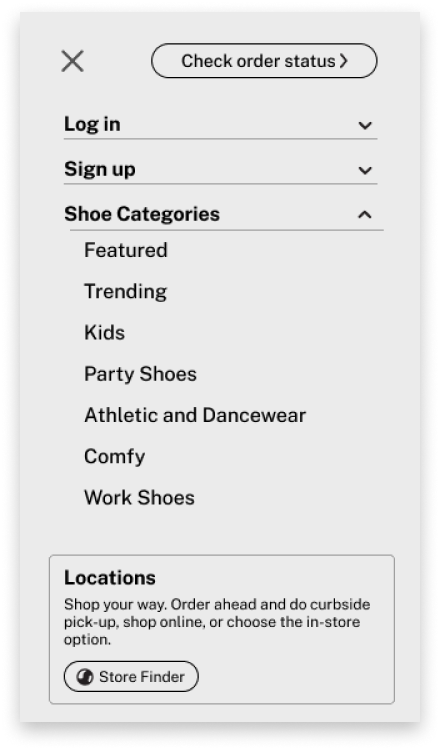 Check order status
Log in
Sign up
Shoe Categories
Featured
Trending
Kids
Party Shoes
Athletic and Dancewear
Comfy
Work Shoes
Locations
Shop your way. Order ahead and do curbside
pick-up, shop online, or choose the in-store
option.
Store Finder